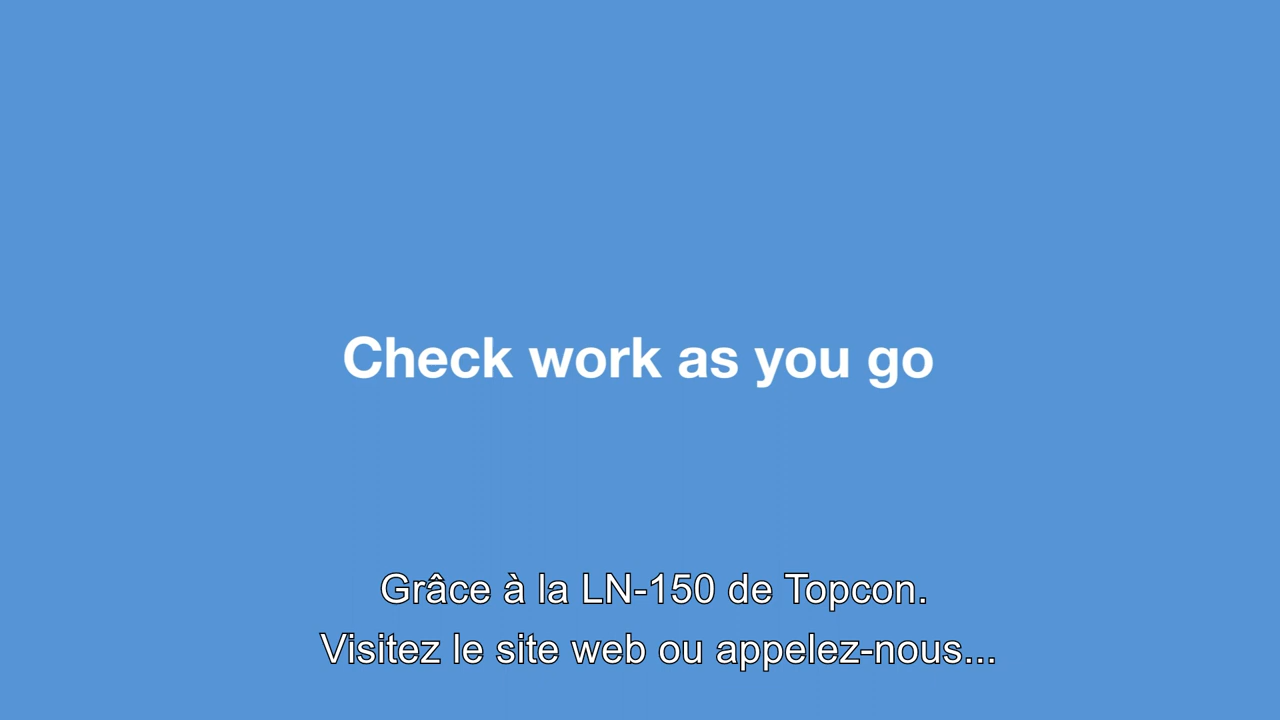 Check work as you go
Grâce à la LN-150 de Topcon.
Visitez le site web ou appelez-nous...